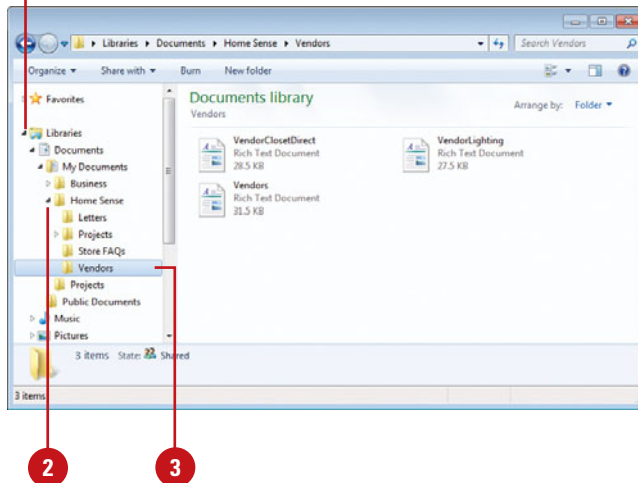 Libraries ▸ Documents ▸ Home Sense ▸ Vendors
Search Vendors
Organize ▾ Share with ▾ Burn New folder
Favorites
Libraries
Documents
My Documents
Business
Home Sense
Letters
Projects
Store FAQs
Vendors
Projects
Public Documents
Music
Pictures
Documents library
Vendors
Arrange by: Folder ▾
VendorClosetDirect
Rich Text Document
28.5 KB
VendorLighting
Rich Text Document
27.5 KB
Vendors
Rich Text Document
31.5 KB
3 items State: Shared
3 items
2
3